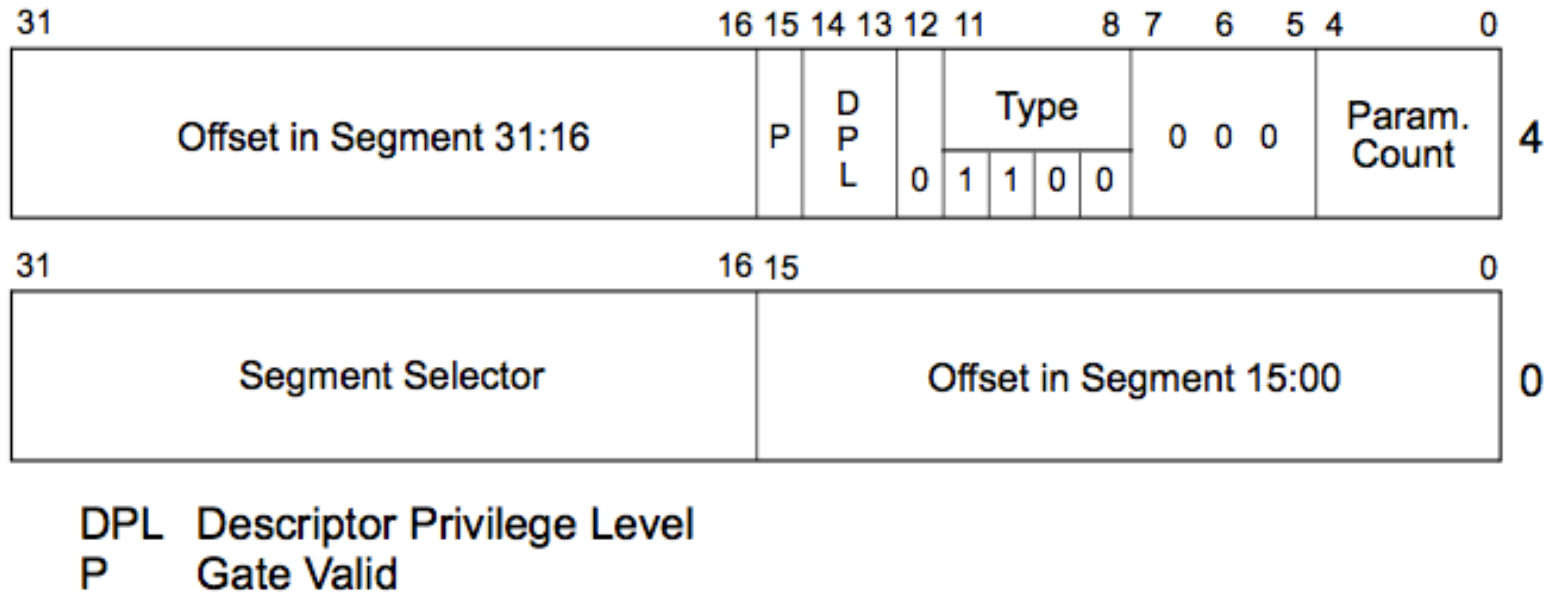 31 16 15 14 13 12 11 8 7 6 5 4 0
Offset in Segment 31:16 P D P L 0 Type 1 1 0 0 0 0 0 Param. Count 4
31 16 15 0
Segment Selector Offset in Segment 15:00 0
DPL Descriptor Privilege Level
P Gate Valid